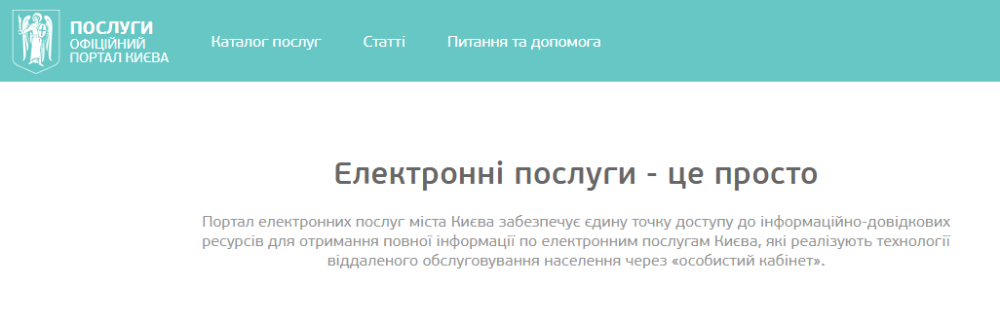 ПОСЛУГИ
ОФІЦІЙНИЙ
ПОРТАЛ КИЄВА
Каталог послуг
Статті
Питання та допомога
Електронні послуги - це просто
Портал електронних послуг міста Києва забезпечує єдину точку доступу до інформаційно-довідкових
ресурсів для отримання повної інформації по електронним послугам Києва, які реалізують технології
віддаленого обслуговування населення через «особистий кабінет».